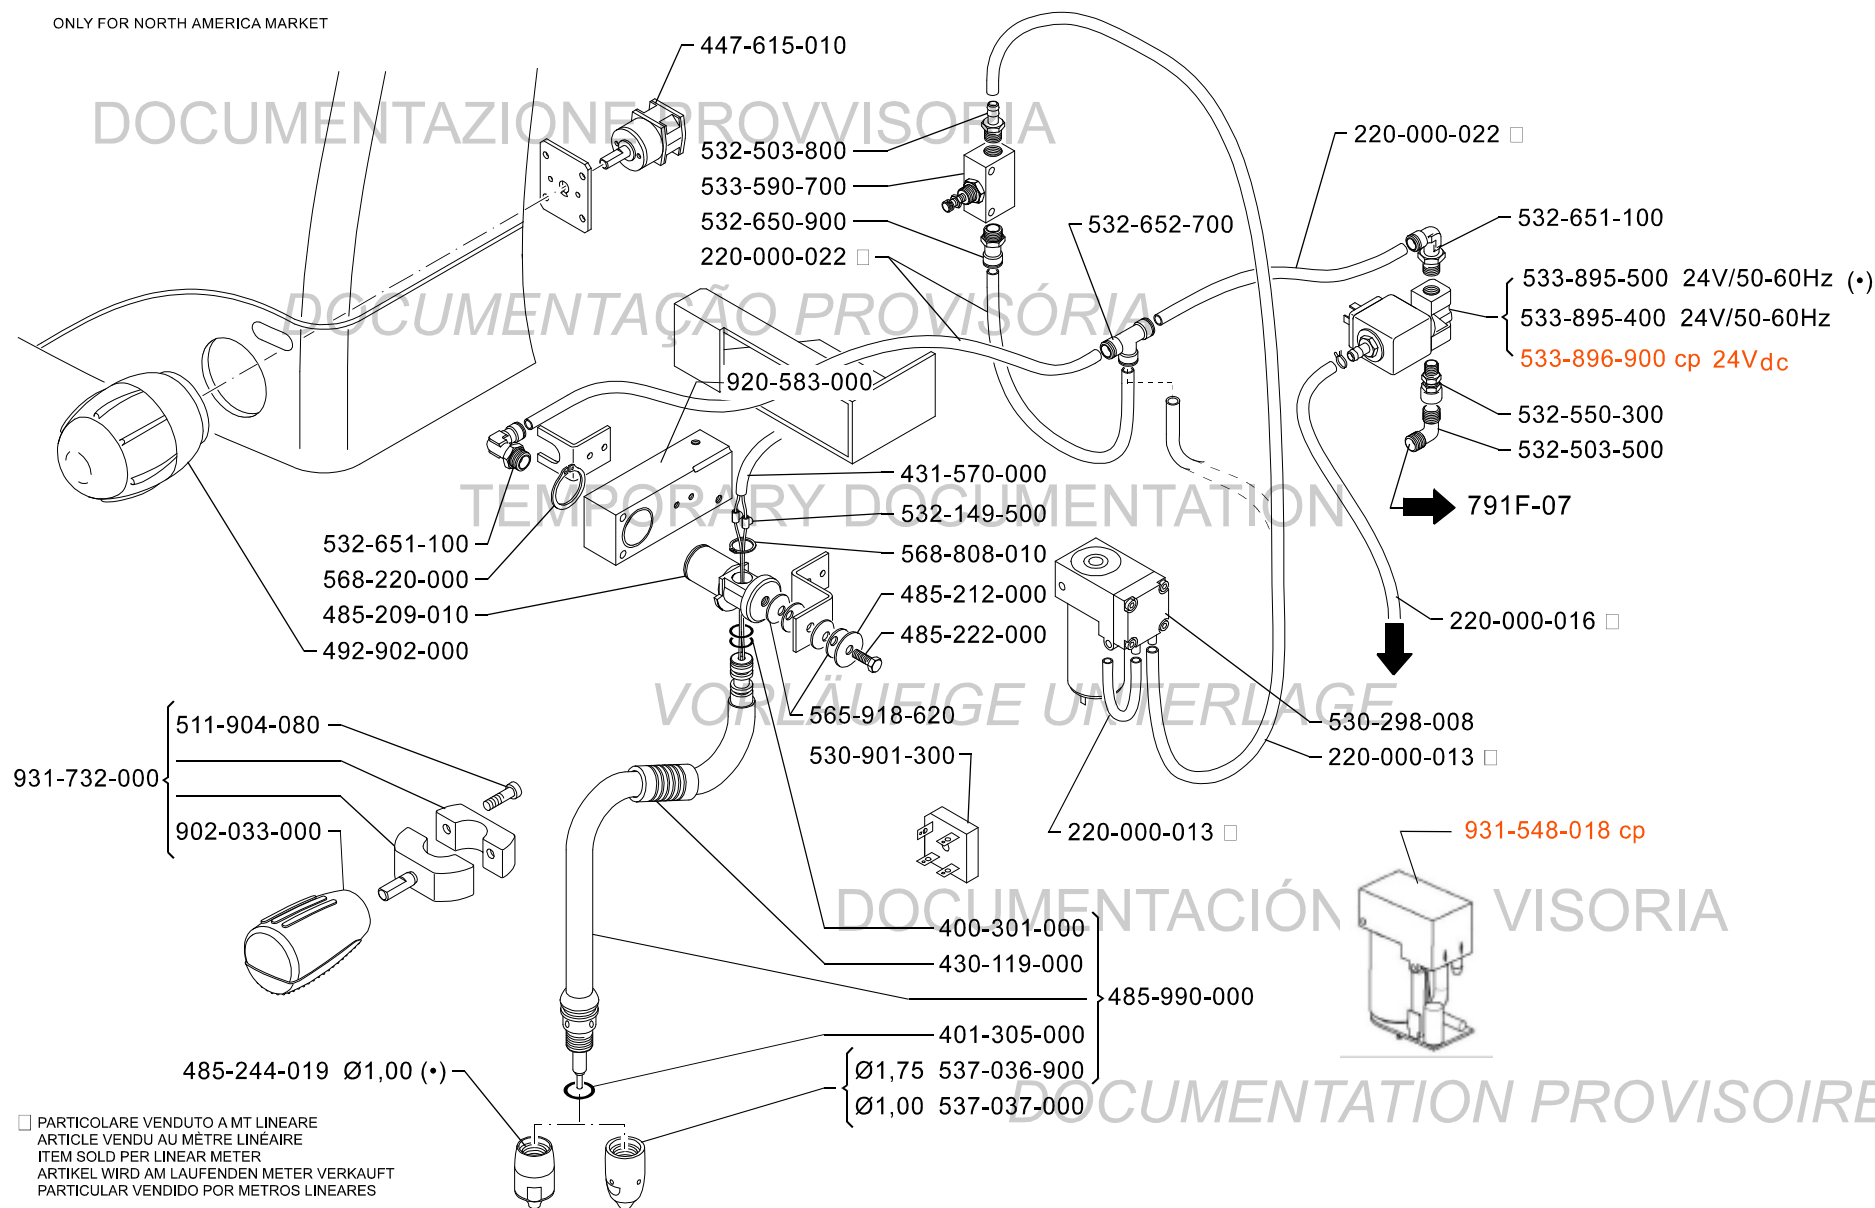 ONLY FOR NORTH AMERICA MARKET
447-615-010
DOCUMENTAZIONE PROVVISORIA
532-503-800
220-000-022 □
533-590-700
532-650-900
532-652-700
532-651-100
220-000-022 □
533-895-500 24V/50-60Hz (•)
DOCUMENTAÇÃO PROVISÓRIA
533-895-400 24V/50-60Hz
533-896-900 cp 24Vdc
920-583-000
532-550-300
532-503-500
431-570-000
TEMPORARY DOCUMENTATION
791F-07
532-149-500
532-651-100
568-808-010
568-220-000
485-212-000
485-209-010
220-000-016 □
485-222-000
492-902-000
VORLÄUFIGE UNTERLAGE
565-918-620
530-298-008
511-904-080
530-901-300
220-000-013 □
931-732-000
902-033-000
220-000-013 □
931-548-018 cp
DOCUMENTACIÓN VISORIA
400-301-000
430-119-000
485-990-000
401-305-000
485-244-019 Ø1,00 (•)
Ø1,75 537-036-900
Ø1,00 537-037-000
DOCUMENTATION PROVISOIRE
□ PARTICOLARE VENDUTO A MT LINEARE
ARTICLE VENDU AU MÈTRE LINÉAIRE
ITEM SOLD PER LINEAR METER
ARTIKEL WIRD AM LAUFENDEN METER VERKAUFT
PARTICULAR VENDIDO POR METROS LINEARES